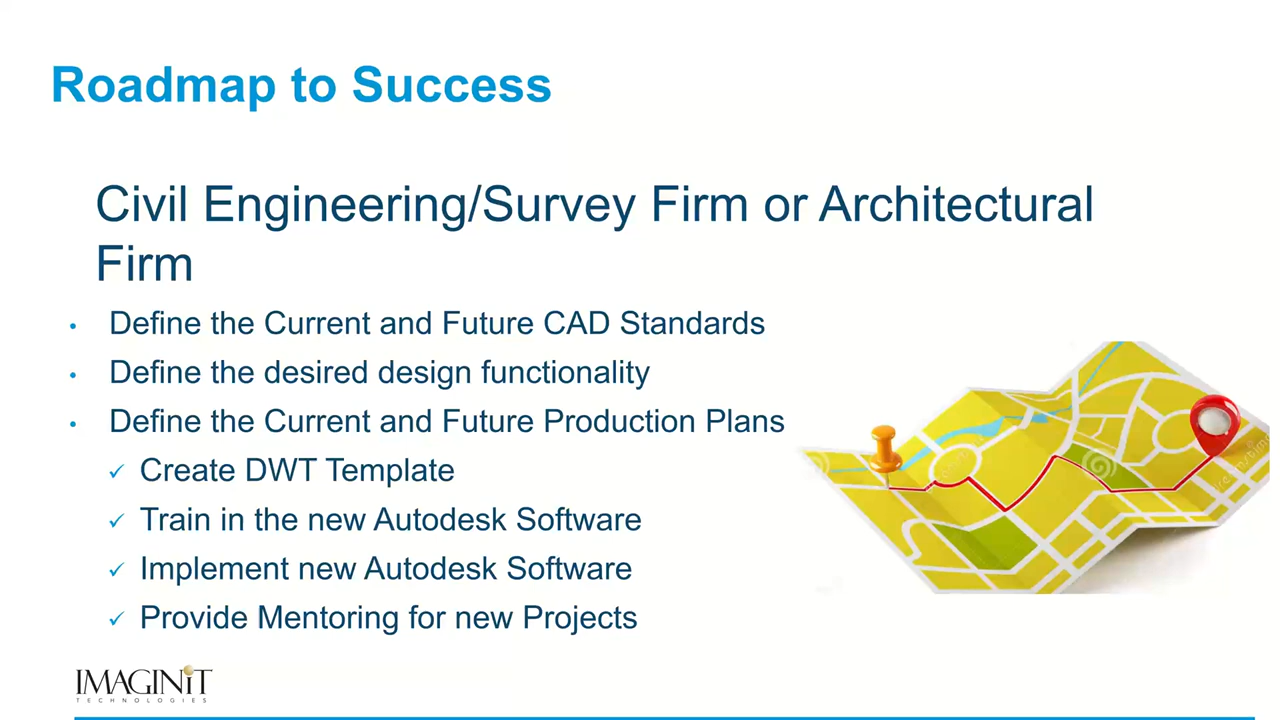 Roadmap to Success
Civil Engineering/Survey Firm or Architectural
Firm
• Define the Current and Future CAD Standards
• Define the desired design functionality
• Define the Current and Future Production Plans
✓ Create DWT Template
✓ Train in the new Autodesk Software
✓ Implement new Autodesk Software
✓ Provide Mentoring for new Projects
IMAGINiT
TECHNOLOGIES